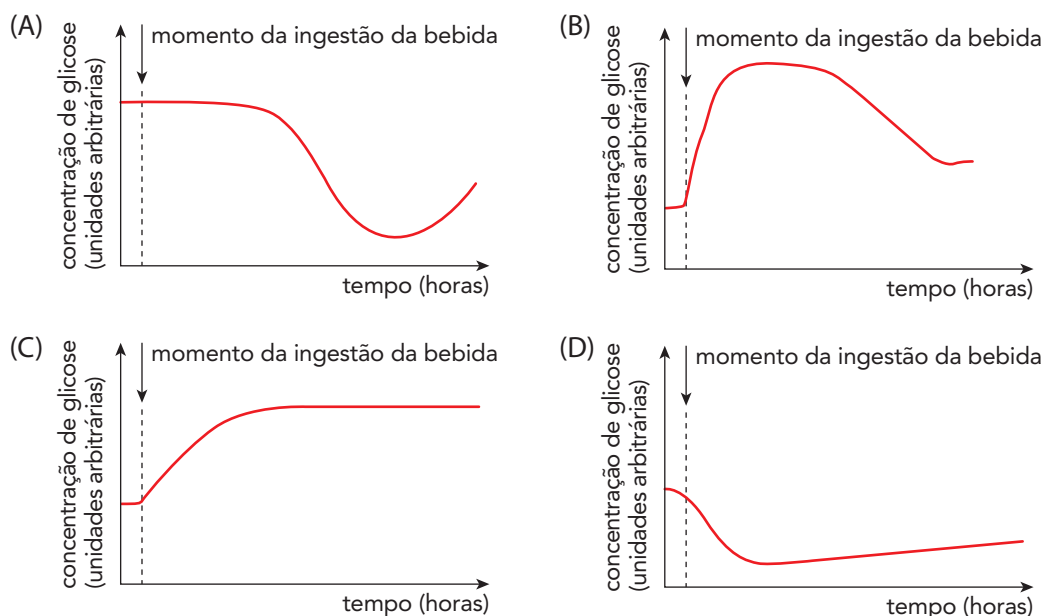 (A)
momento da ingestão da bebida
concentração de glicose
(unidades arbitrárias)
tempo (horas)
(B)
momento da ingestão da bebida
concentração de glicose
(unidades arbitrárias)
tempo (horas)
(C)
momento da ingestão da bebida
concentração de glicose
(unidades arbitrárias)
tempo (horas)
(D)
momento da ingestão da bebida
concentração de glicose
(unidades arbitrárias)
tempo (horas)